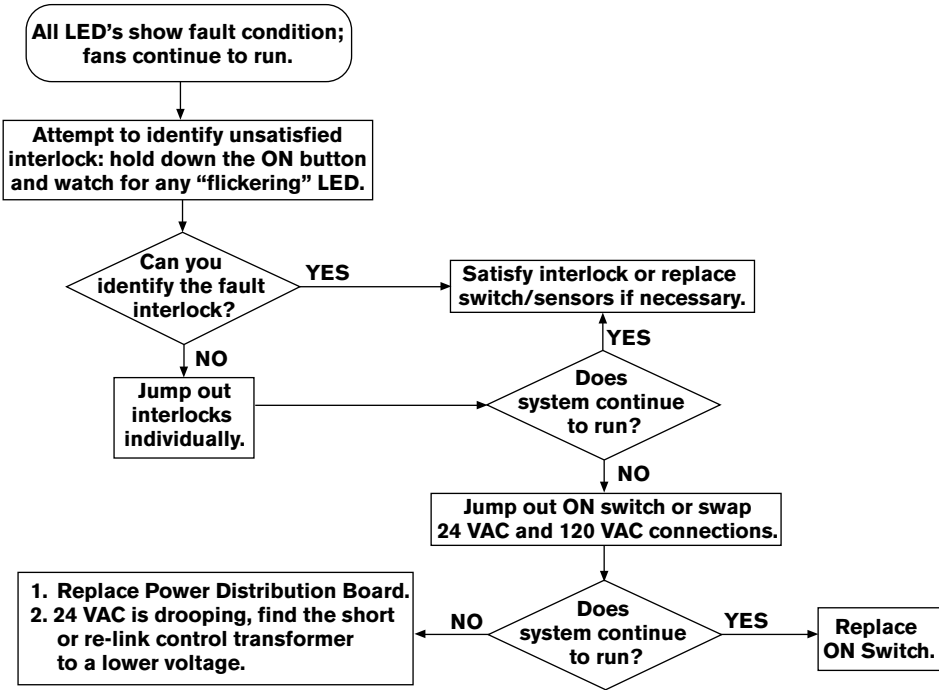 All LED’s show fault condition;
fans continue to run.
Attempt to identify unsatisfied
interlock: hold down the ON button
and watch for any “flickering” LED.
Can you
identify the fault
interlock?
YES
Satisfy interlock or replace
switch/sensors if necessary.
NO
YES
Jump out
interlocks
individually.
Does
system continue
to run?
NO
Jump out ON switch or swap
24 VAC and 120 VAC connections.
1. Replace Power Distribution Board.
2. 24 VAC is drooping, find the short
or re-link control transformer
to a lower voltage.
NO
Does
system continue
to run?
YES
Replace
ON Switch.